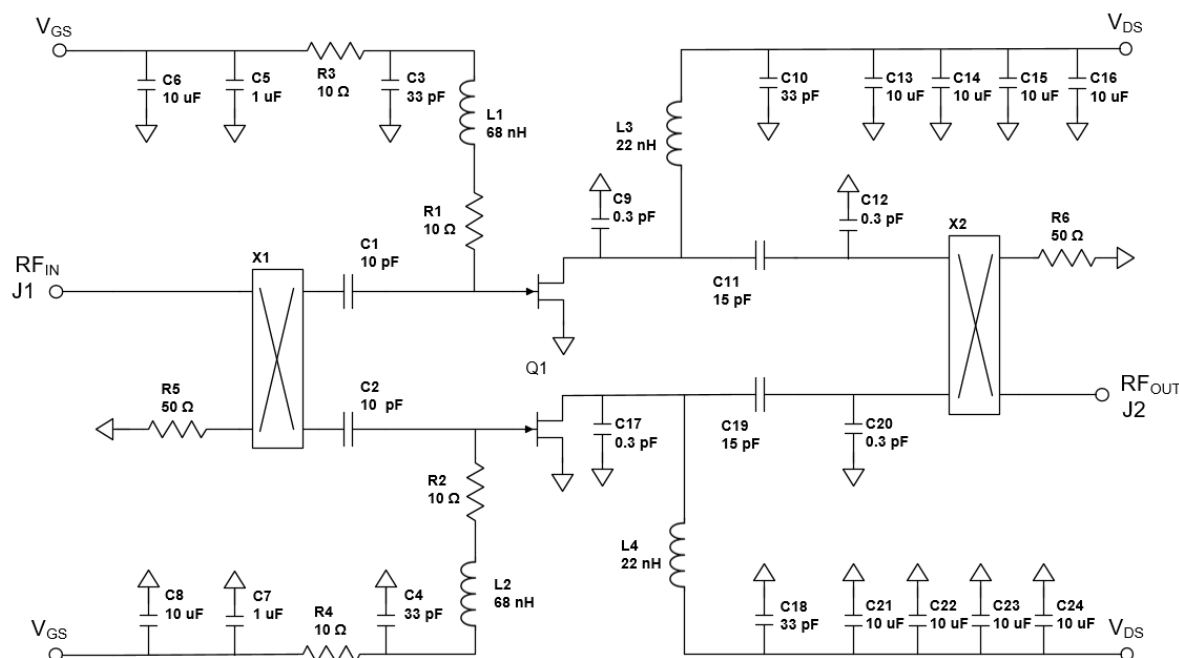 VGS
C6
10 uF
C5
1 uF
R3
10 Ω
C3
33 pF
L1
68 nH
R1
10 Ω
VDS
C10
33 pF
C13
10 uF
C14
10 uF
C15
10 uF
C16
10 uF
L3
22 nH
C9
0.3 pF
C12
0.3 pF
X2
R6
50 Ω
RFIN
J1
X1
C1
10 pF
C11
15 pF
Q1
R5
50 Ω
C2
10 pF
C17
0.3 pF
C19
15 pF
C20
0.3 pF
RFOUT
J2
R2
10 Ω
L4
22 nH
L2
68 nH
VGS
C8
10 uF
C7
1 uF
R4
10 Ω
C4
33 pF
C18
33 pF
C21
10 uF
C22
10 uF
C23
10 uF
C24
10 uF
VDS